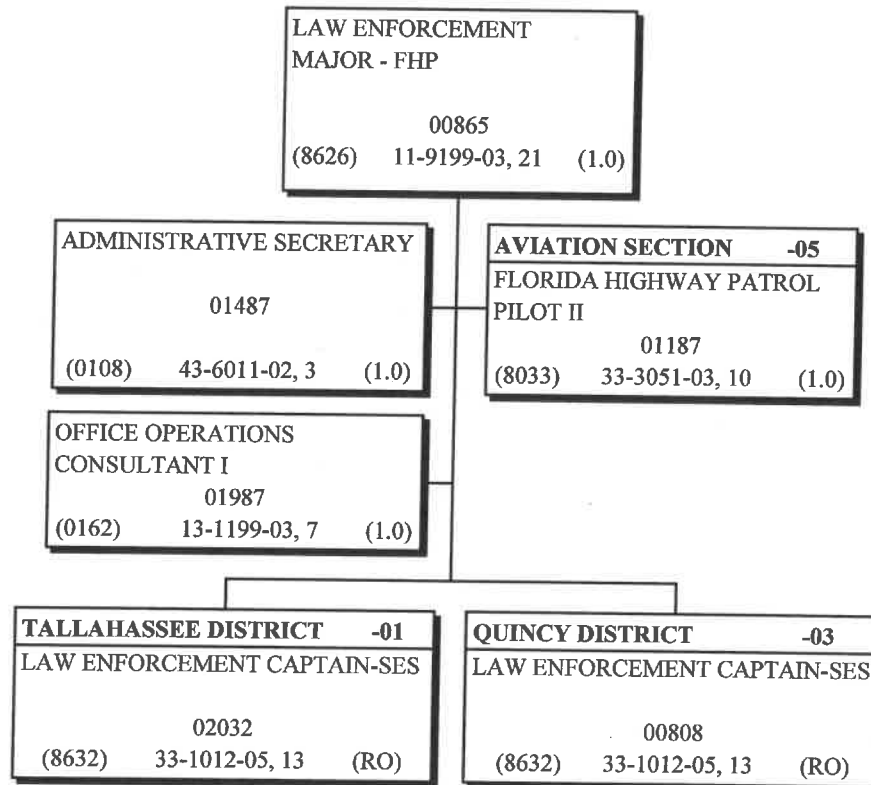 LAW ENFORCEMENT
MAJOR - FHP
00865
(8626) 11-9199-03, 21 (1.0)
ADMINISTRATIVE SECRETARY
01487
(0108) 43-6011-02, 3 (1.0)
AVIATION SECTION -05
FLORIDA HIGHWAY PATROL
PILOT II
01187
(8033) 33-3051-03, 10 (1.0)
OFFICE OPERATIONS
CONSULTANT I
01987
(0162) 13-1199-03, 7 (1.0)
TALLAHASSEE DISTRICT -01
LAW ENFORCEMENT CAPTAIN-SES
02032
(8632) 33-1012-05, 13 (RO)
QUINCY DISTRICT -03
LAW ENFORCEMENT CAPTAIN-SES
00808
(8632) 33-1012-05, 13 (RO)